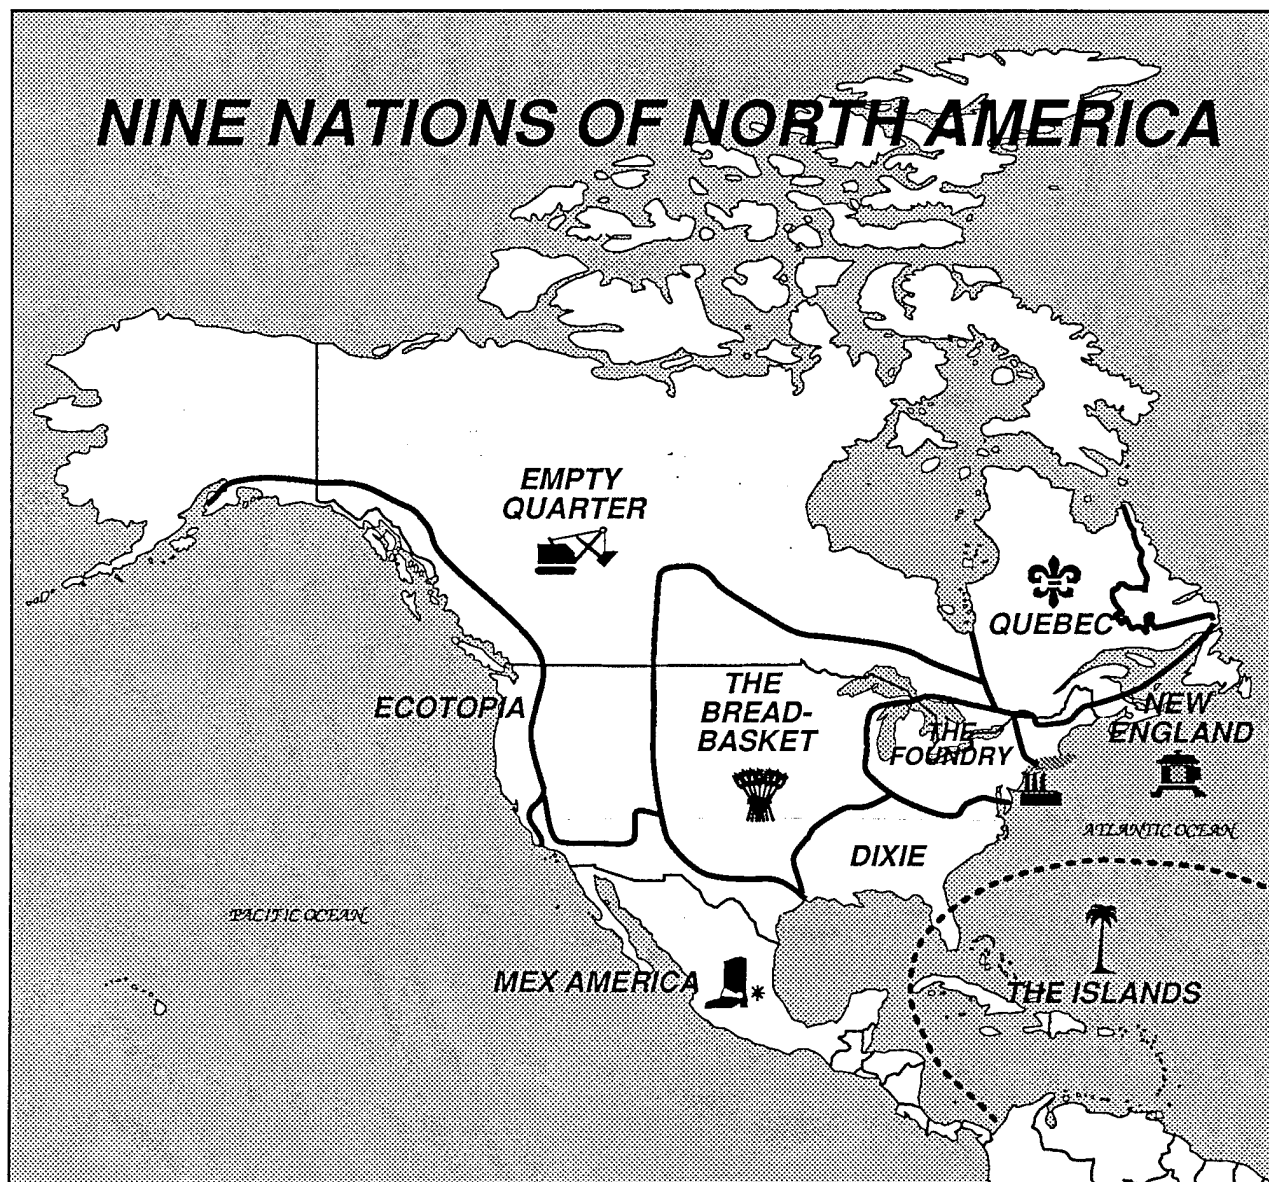 NINE NATIONS OF NORTH AMERICA
EMPTY
QUARTER
QUEBEC
ECOTOPIA
THE
BREAD-
BASKET
THE
FOUNDRY
NEW
ENGLAND
ATLANTIC OCEAN
DIXIE
PACIFIC OCEAN
MEX AMERICA
THE ISLANDS